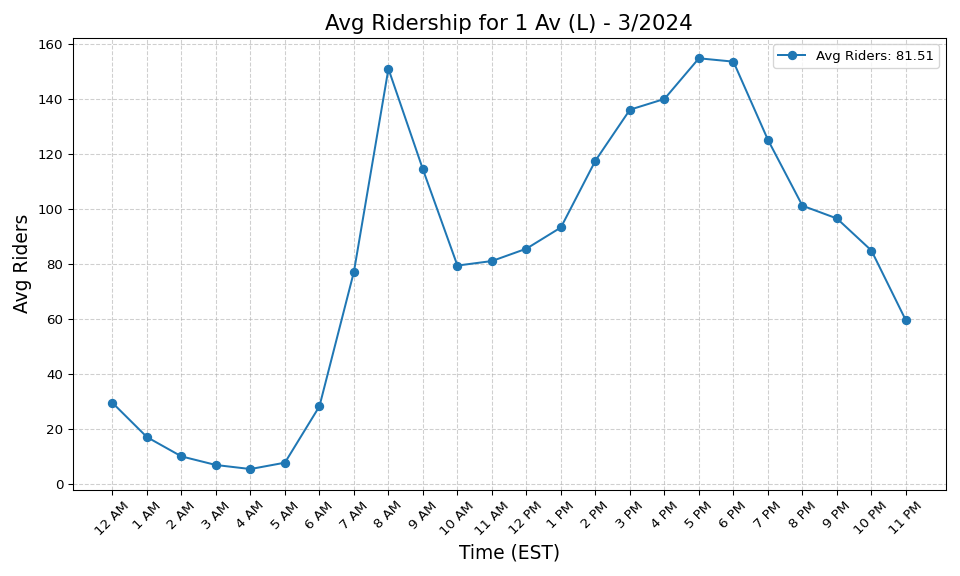 Avg Ridership for 1 Av (L) - 3/2024
Avg Riders: 81.51
Avg Riders
160
140
120
100
80
60
40
20
0
12 AM
1 AM
2 AM
3 AM
4 AM
5 AM
6 AM
7 AM
8 AM
9 AM
10 AM
11 AM
12 PM
1 PM
2 PM
3 PM
4 PM
5 PM
6 PM
7 PM
8 PM
9 PM
10 PM
11 PM
Time (EST)